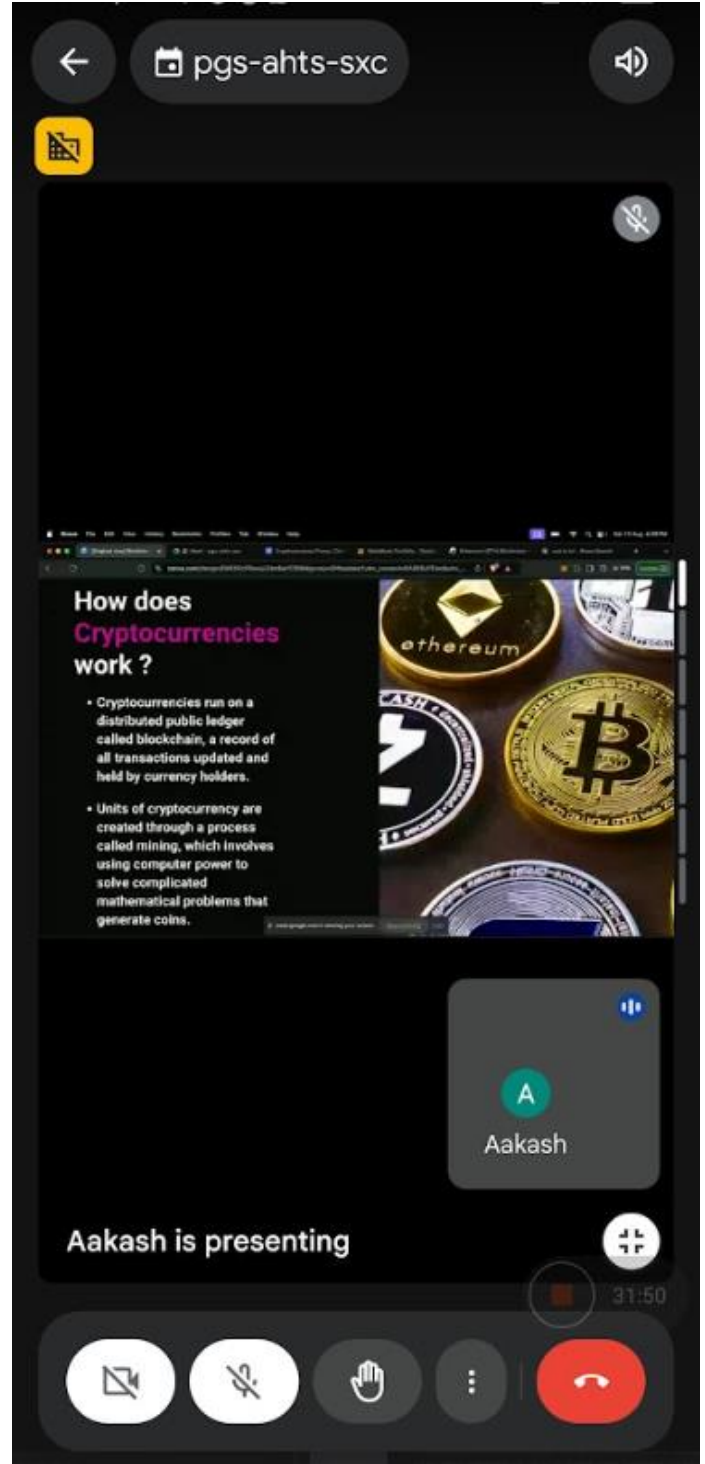 pgs-ahts-sxc
How does
Cryptocurrencies
work ?
• Cryptocurrencies run on a
distributed public ledger
called blockchain, a record of
all transactions updated and
held by currency holders.
• Units of cryptocurrency are
created through a process
called mining, which involves
using computer power to
solve complicated
mathematical problems that
generate coins.
ethereum
CASH
A
Aakash
Aakash is presenting
31:50